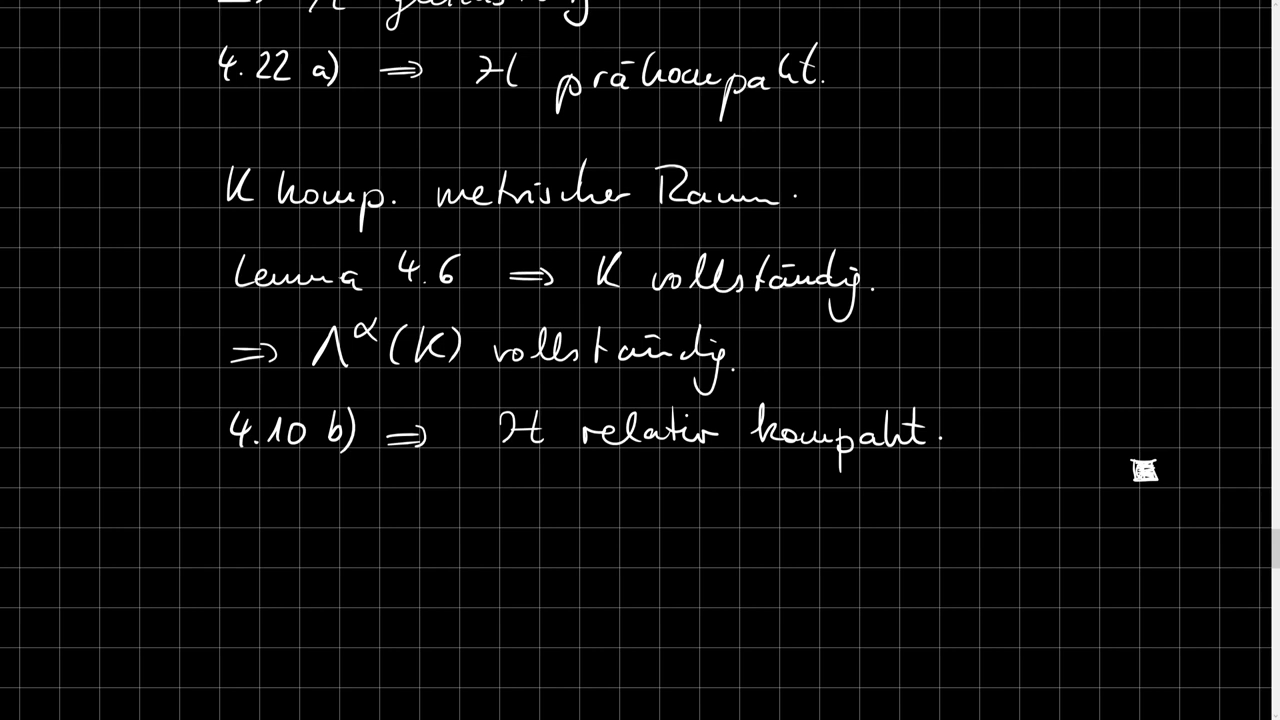 4.22 a) ⟹ ℋ präkompakt.
K komp. metrischer Raum.
Lemma 4.6 ⟹ K vollständig.
⟹ Λ^α(K) vollständig.
4.10 b) ⟹ ℋ relativ kompakt.